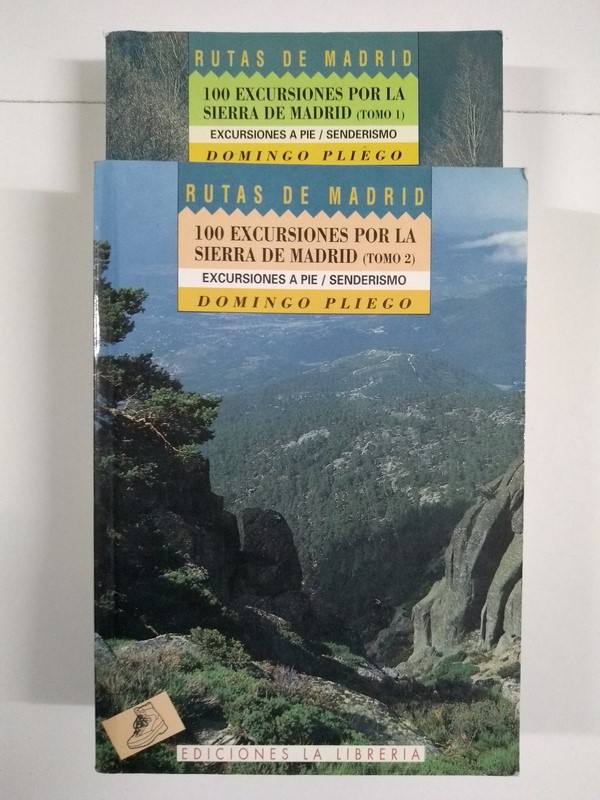 RUTAS DE MADRID
100 EXCURSIONES POR LA
SIERRA DE MADRID (TOMO 1)
EXCURSIONES A PIE / SENDERISMO
DOMINGO PLIEGO
RUTAS DE MADRID
100 EXCURSIONES POR LA
SIERRA DE MADRID (TOMO 2)
EXCURSIONES A PIE / SENDERISMO
DOMINGO PLIEGO
EDICIONES LA LIBRERIA